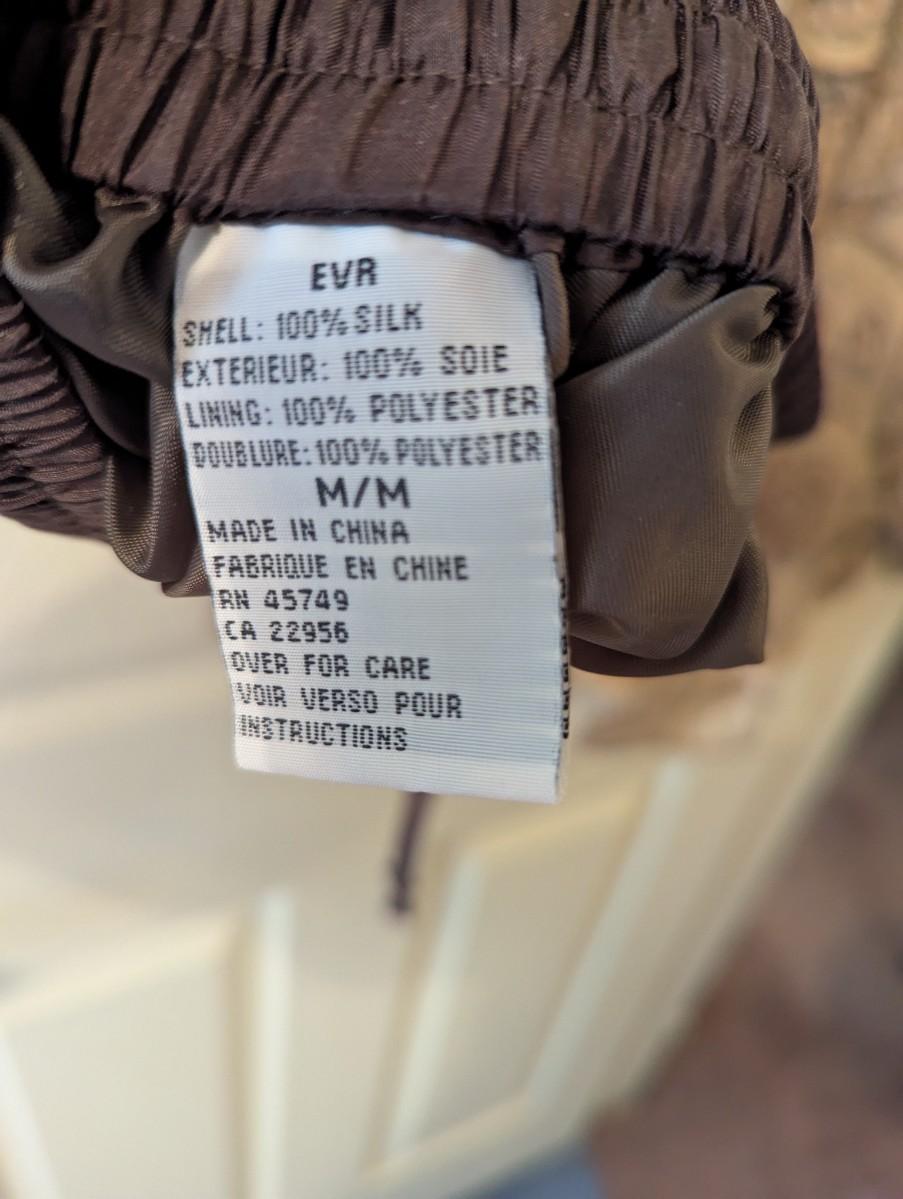 EVR
SHELL: 100% SILK
EXTERIEUR: 100% SOIE
LINING: 100% POLYESTER
DOUBLURE: 100% POLYESTER
M/M
MADE IN CHINA
FABRIQUE EN CHINE
RN 45749
CA 22956
OVER FOR CARE
VOIR VERSO POUR
INSTRUCTIONS